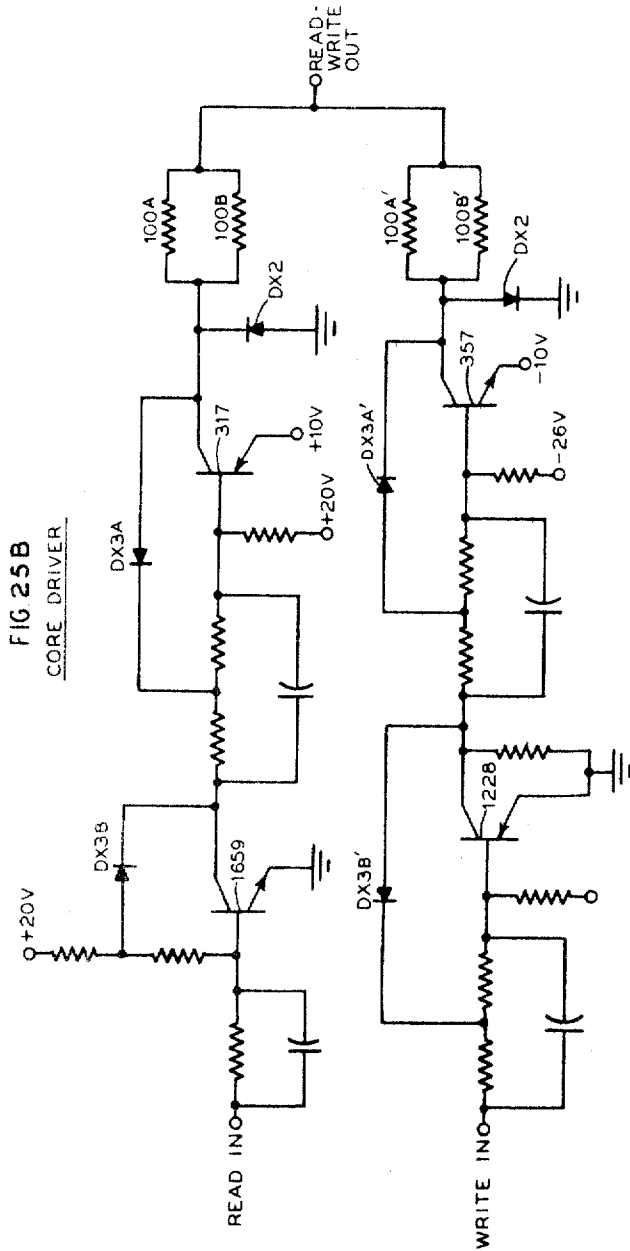 FIG 25B
CORE DRIVER
+20V
DX3B
1659
READ IN
DX3A
317
+10V
+20V
DX2
100A
100B
READ-
WRITE
OUT
WRITE IN
DX3B'
1228
DX3A'
357
-10V
-26V
DX2
100A'
100B'